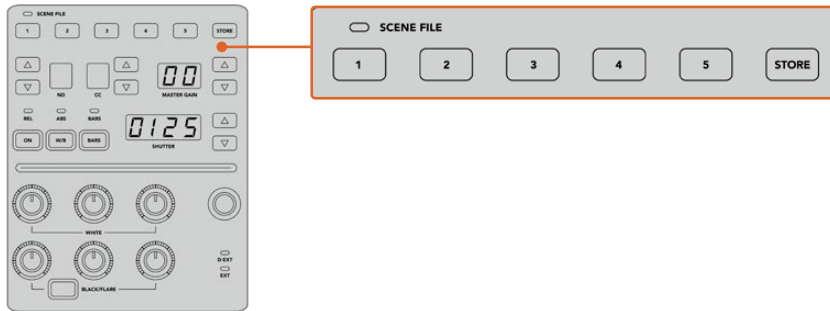 SCENE FILE
1 2 3 4 5 STORE
ND CC 00 MASTER GAIN
REL ABS BARS
ON W/B BARS 0125 SHUTTER
WHITE
D EXT
EXT
BLACK/FLARE
SCENE FILE
1 2 3 4 5 STORE